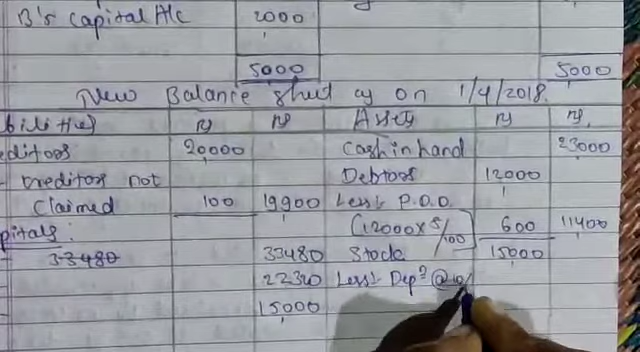 B's Capital A/c 2000
5000 5000
New Balance Sheet as on 1/4/2018.
bilities Rs Rs Assets Rs Rs.
editors 20000 Cash in hand 23000
- creditors not Debtors 12000
Claimed 100 19900 Less: P.O.D.
pitals: (12000 x 5/100) 600 11400
33480 33480 Stock 15000
22320 Less: Dep? @ 10/
15000